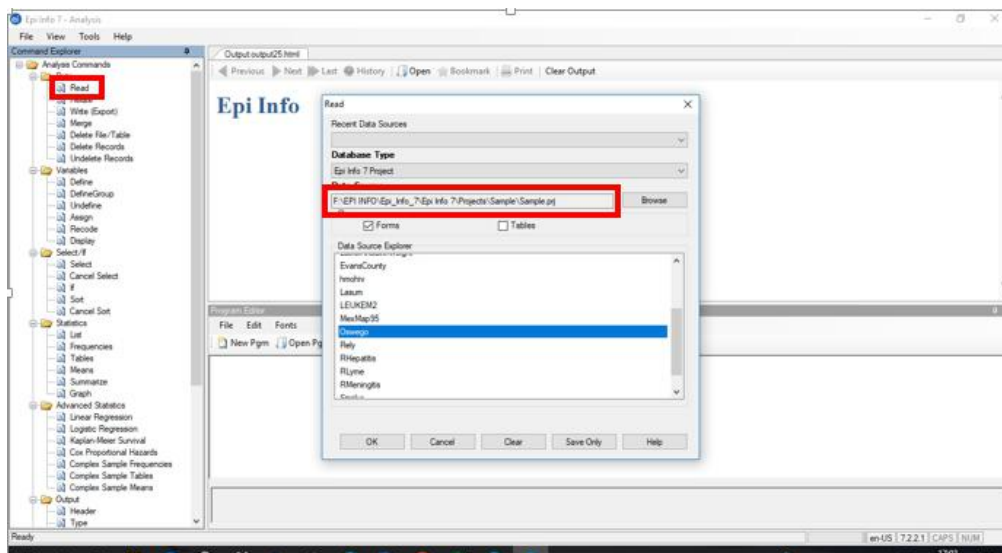 Epi Info 7 - Analysis
File View Tools Help
Command Explorer
Analysis Commands
Read
Write (Export)
Merge
Delete File/Table
Delete Records
Undelete Records
Variables
Define
DefineGroup
Undefine
Assign
Recode
Display
Select/If
Select
Cancel Select
If
Sort
Cancel Sort
Statistics
List
Frequencies
Tables
Means
Summarize
Graph
Advanced Statistics
Linear Regression
Logistic Regression
Kaplan-Meier Survival
Cox Proportional Hazards
Complex Sample Frequencies
Complex Sample Tables
Complex Sample Means
Output
Header
Type
Output output25.html
Previous Next Last History Open Bookmark Print Clear Output
Epi Info
Read
Recent Data Sources
Database Type
Epi Info 7 Project
F:\EPI INFO\Epi_Info_7\Epi Info 7\Projects\Sample\Sample.prj
Browse
Forms Tables
Data Source Explorer
EvansCounty
hmohiv
Lasum
LEUKEM2
MexMap95
Oswego
Rely
RHepatitis
RLyme
RMeningitis
OK Cancel Clear Save Only Help
Program Editor
File Edit Fonts
New Pgm Open Pg
Ready
en-US 7.2.2.1 CAPS NUM